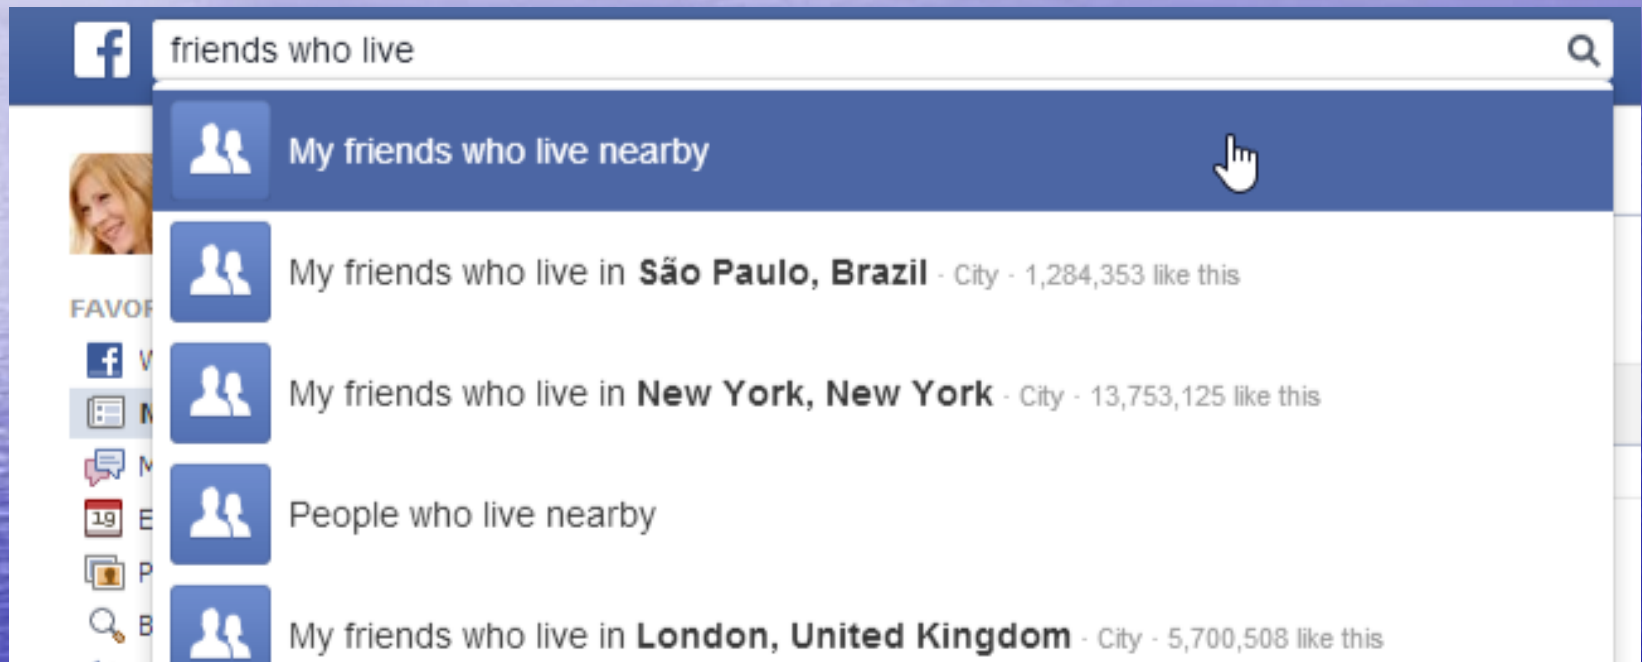 friends who live
My friends who live nearby
My friends who live in São Paulo, Brazil · City · 1,284,353 like this
FAVOR
My friends who live in New York, New York · City · 13,753,125 like this
19
People who live nearby
My friends who live in London, United Kingdom · City · 5,700,508 like this